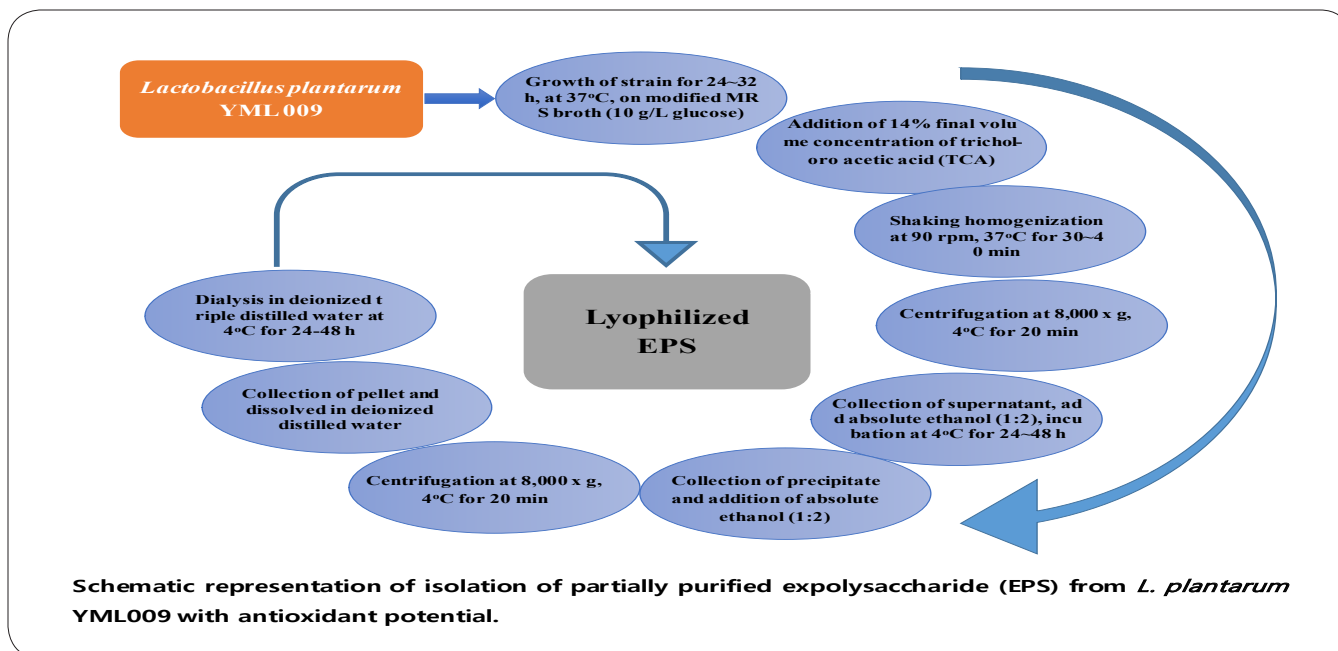 Lactobacillus plantarum
YML 009
Growth of strain for 24~32
h, at 37°C, on modified MR
S broth (10 g/L glucose)
Addition of 14% final volu
me concentration of trichol-
oro acetic acid (TCA)
Shaking homogenization
at 90 rpm, 37°C for 30~4
0 min
Centrifugation at 8,000 x g,
4°C for 20 min
Collection of supernatant, ad
d absolute ethanol (1:2), incu
bation at 4°C for 24~48 h
Collection of precipitate
and addition of absolute
ethanol (1:2)
Centrifugation at 8,000 x g,
4°C for 20 min
Collection of pellet and
dissolved in deionized
distilled water
Dialysis in deionized t
riple distilled water at
4°C for 24-48 h
Lyophilized
EPS
Schematic representation of isolation of partially purified expolysaccharide (EPS) from L. plantarum
YML009 with antioxidant potential.